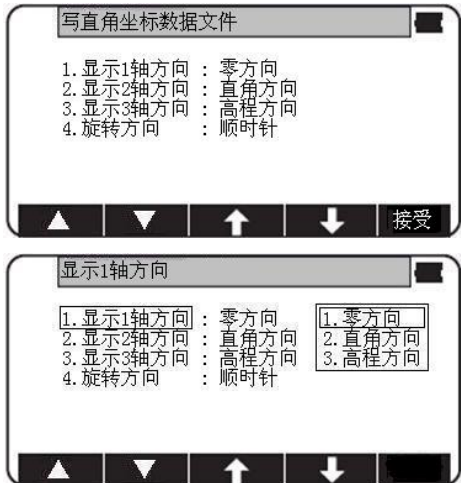 写直角坐标数据文件
1.显示1轴方向 : 零方向
2.显示2轴方向 : 直角方向
3.显示3轴方向 : 高程方向
4.旋转方向 : 顺时针
接受
显示1轴方向
1.显示1轴方向 : 零方向 1.零方向
2.显示2轴方向 : 直角方向 2.直角方向
3.显示3轴方向 : 高程方向 3.高程方向
4.旋转方向 : 顺时针